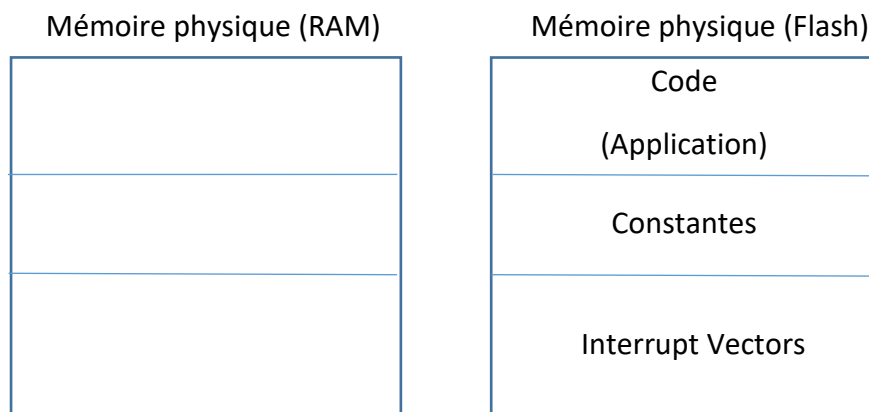 Mémoire physique (RAM)
Mémoire physique (Flash)
Code
(Application)
Constantes
Interrupt Vectors